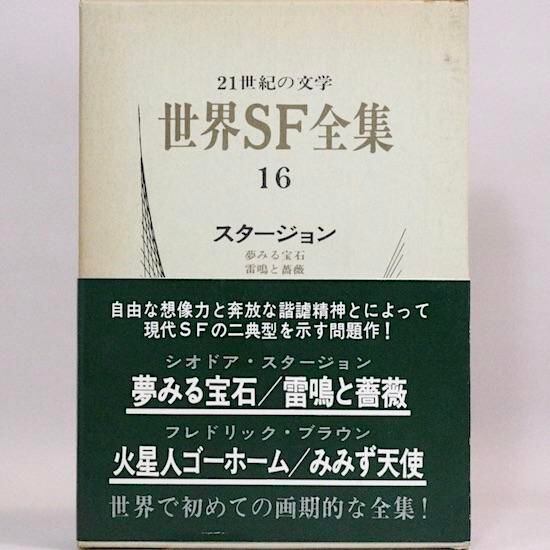 21世紀の文学
世界SF全集
16
スタージョン
夢みる宝石
雷鳴と薔薇
自由な想像力と奔放な諧謔精神とによって
現代SFの二典型を示す問題作!
シオドア・スタージョン
夢みる宝石/雷鳴と薔薇
フレドリック・ブラウン
火星人ゴーホーム/みみず天使
世界で初めての画期的な全集!